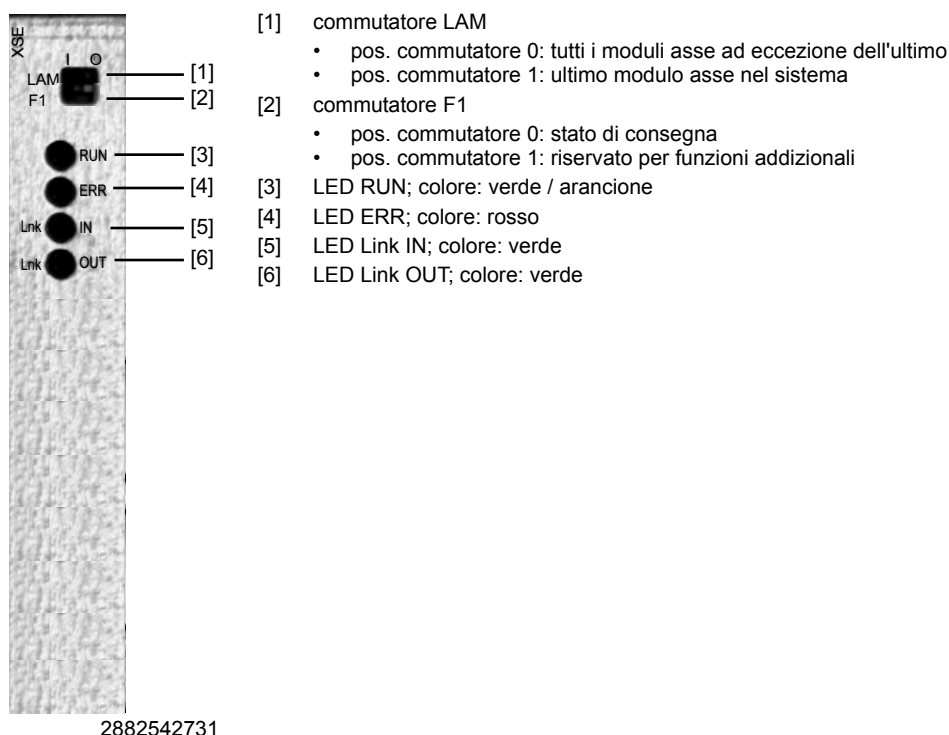 XSE
I O
LAM
F1
RUN
ERR
Lnk IN
Lnk OUT
[1]
[2]
[3]
[4]
[5]
[6]
2882542731
[1] commutatore LAM
• pos. commutatore 0: tutti i moduli asse ad eccezione dell'ultimo
• pos. commutatore 1: ultimo modulo asse nel sistema
[2] commutatore F1
• pos. commutatore 0: stato di consegna
• pos. commutatore 1: riservato per funzioni addizionali
[3] LED RUN; colore: verde / arancione
[4] LED ERR; colore: rosso
[5] LED Link IN; colore: verde
[6] LED Link OUT; colore: verde